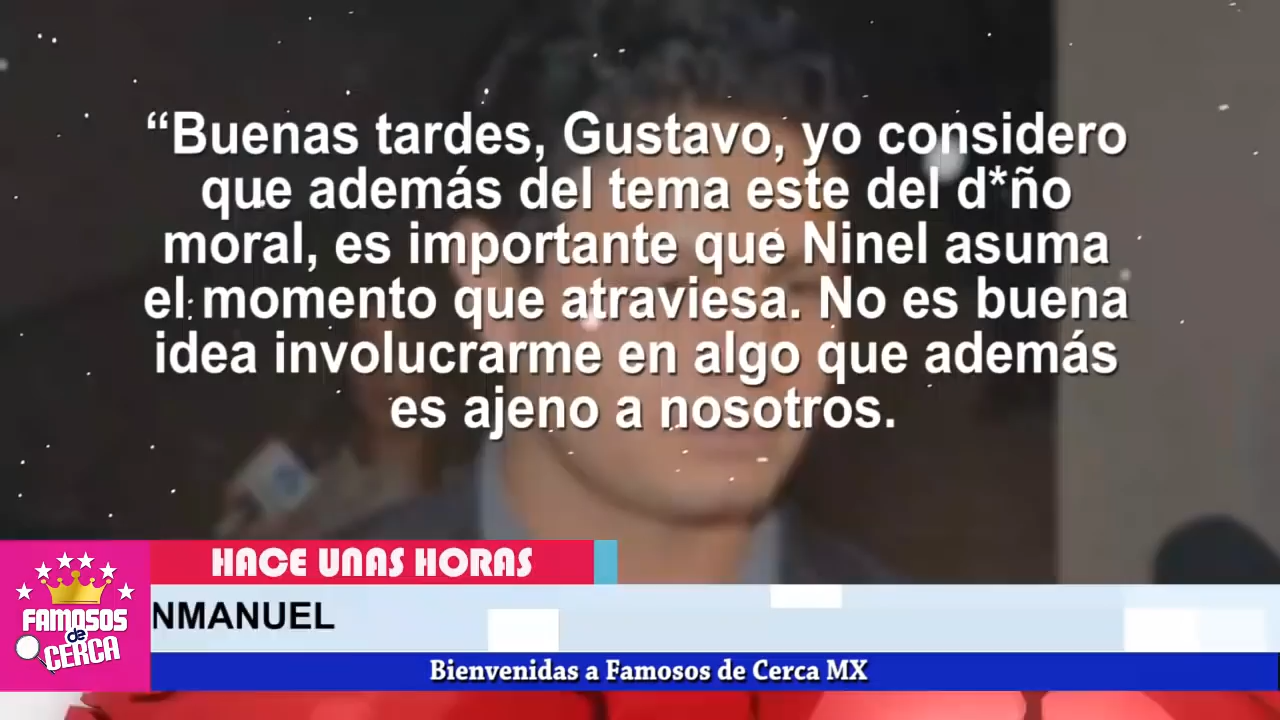 “Buenas tardes, Gustavo, yo considero
que además del tema este del d*ño
moral, es importante que Ninel asuma
el momento que atraviesa. No es buena
idea involucrarme en algo que además
es ajeno a nosotros.
HACE UNAS HORAS
NMANUEL
FAMOSOS
de
CERCA
Bienvenidas a Famosos de Cerca MX